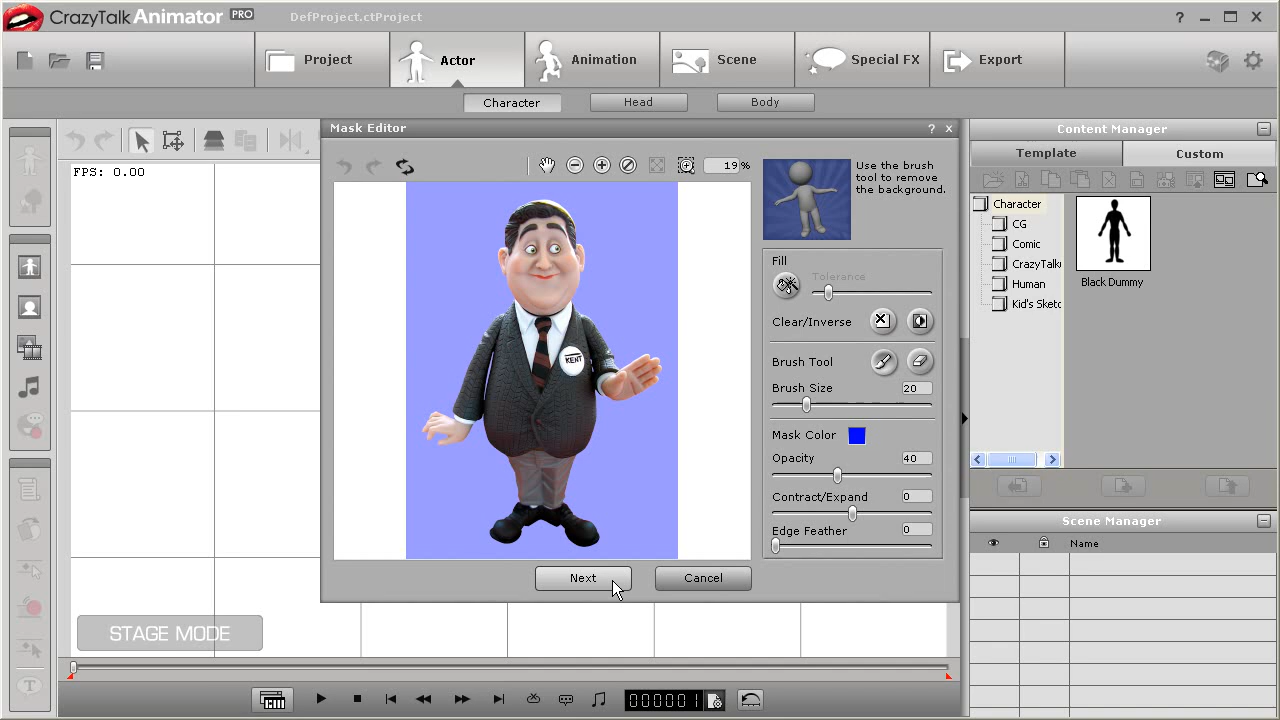 CrazyTalk Animator PRO
DefProject.ctProject
Project
Actor
Animation
Scene
Special FX
Export
Character
Head
Body
FPS: 0.00
Mask Editor
19 %
Use the brush
tool to remove
the background.
KENT
Fill
Tolerance
Clear/Inverse
Brush Tool
Brush Size 20
Mask Color
Opacity 40
Contract/Expand 0
Edge Feather 0
Next
Cancel
Content Manager
Template
Custom
Character
CG
Comic
CrazyTalk
Human
Kid's Sketc
Black Dummy
Scene Manager
Name
STAGE MODE
000001